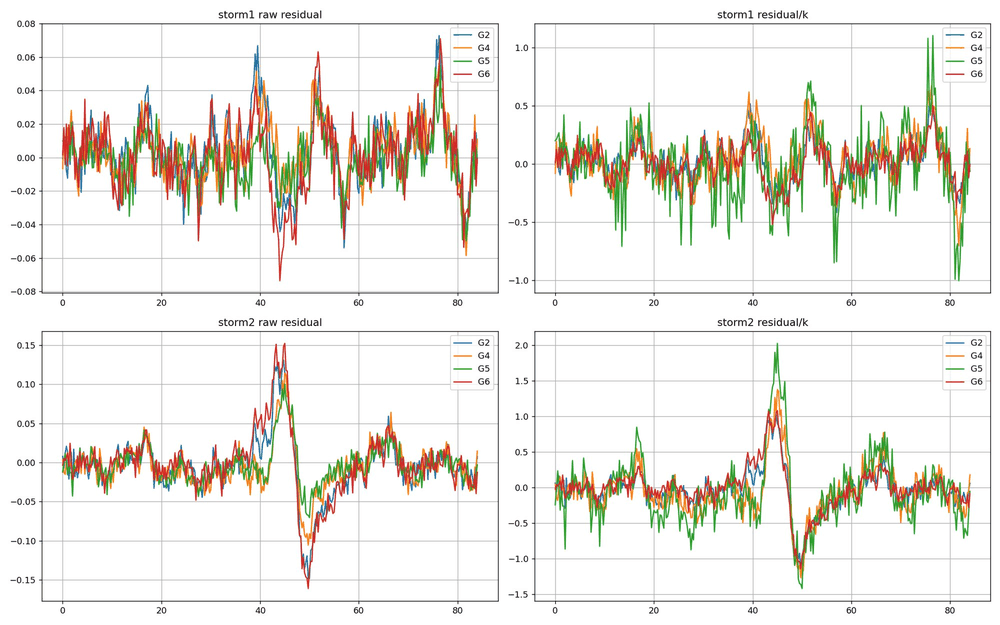 storm1 raw residual
0.08
0.06
0.04
0.02
0.00
−0.02
−0.04
−0.06
−0.08
0 20 40 60 80
G2
G4
G5
G6
storm1 residual/k
1.0
0.5
0.0
−0.5
−1.0
0 20 40 60 80
G2
G4
G5
G6
storm2 raw residual
0.15
0.10
0.05
0.00
−0.05
−0.10
−0.15
0 20 40 60 80
G2
G4
G5
G6
storm2 residual/k
2.0
1.5
1.0
0.5
0.0
−0.5
−1.0
−1.5
0 20 40 60 80
G2
G4
G5
G6